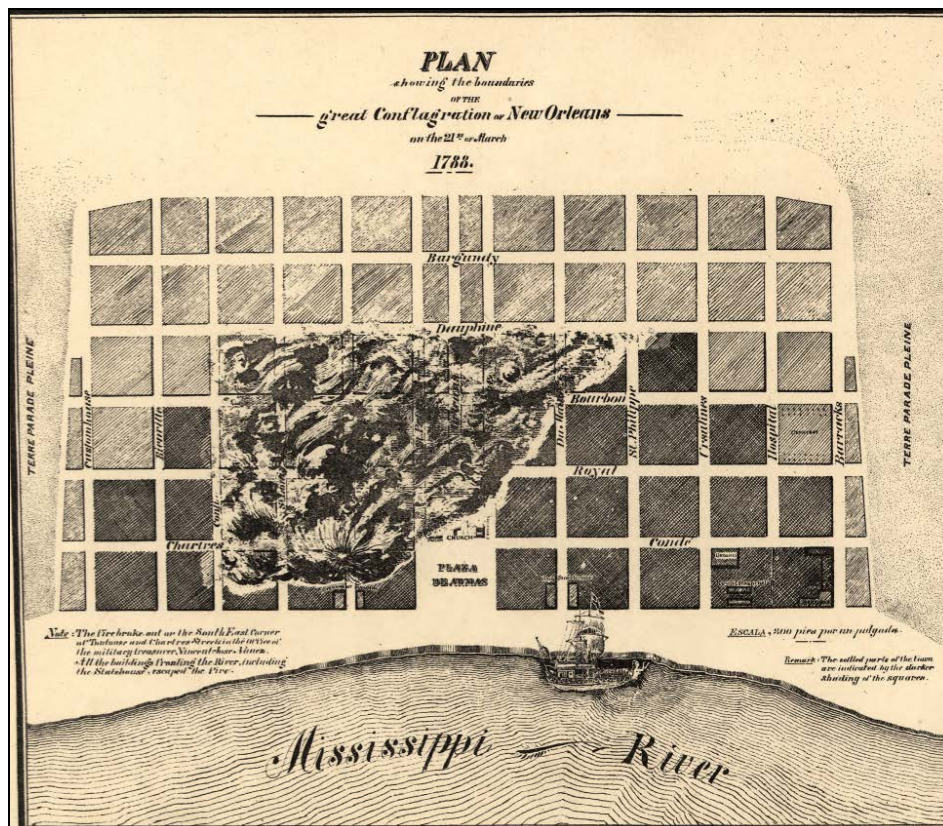 PLAN
showing the boundaries
OF THE
great Conflagration OF New Orleans
on the 21st OF March
1788.
Burgundy
Dauphine
Bourbon
Royal
Chartres
Condé
Customhouse
Bienville
St. Philippe
Ursulines
Hospital
Barracks
TERRE PARADE PLEINE
TERRE PARADE PLEINE
CHURCH
PLAZA
DE ARMAS
Note: The fire broke out on the South East Corner
of Toulouse and Chartres Streets in the Office of
the military treasurer, Vincent Jose Nunez.
All the buildings fronting the River, including
the Statehouse, escaped the Fire.
ESCALA, 300 pies por un pulgada.
Remark: The settled parts of the town
are indicated by the darker
shading of the squares.
Mississippi River